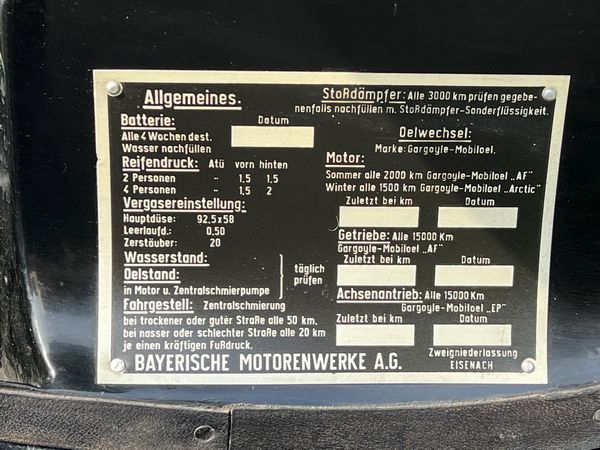 Allgemeines.
Batterie: Datum
Alle 4 Wochen dest.
Wasser nachfüllen
Reifendruck: Atü vorn hinten
2 Personen " 1,5 1,5
4 Personen " 1,5 2
Vergasereinstellung:
Hauptdüse: 92,5x58
Leerlaufd.: 0,50
Zerstäuber: 20
Wasserstand:
Oelstand:
in Motor u. Zentralschmierpumpe
täglich
prüfen
Fahrgestell: Zentralschmierung
bei trockener oder guter Straße alle 50 km,
bei nasser oder schlechter Straße alle 20 km
je einen kräftigen Fußdruck.
Stoßdämpfer: Alle 3000 km prüfen gegebe-
nenfalls nachfüllen m. Stoßdämpfer-Sonderflüssigkeit.
Oelwechsel:
Marke: Gargoyle-Mobiloel.
Motor:
Sommer alle 2000 km Gargoyle-Mobiloel „AF"
Winter alle 1500 km Gargoyle-Mobiloel „Arctic"
Zuletzt bei km Datum
Getriebe: Alle 15000 Km
Gargoyle-Mobiloel „AF"
Zuletzt bei km Datum
Achsenantrieb: Alle 15000 Km
Gargoyle-Mobiloel „EP"
Zuletzt bei km Datum
BAYERISCHE MOTORENWERKE A.G.
Zweigniederlassung
EISENACH